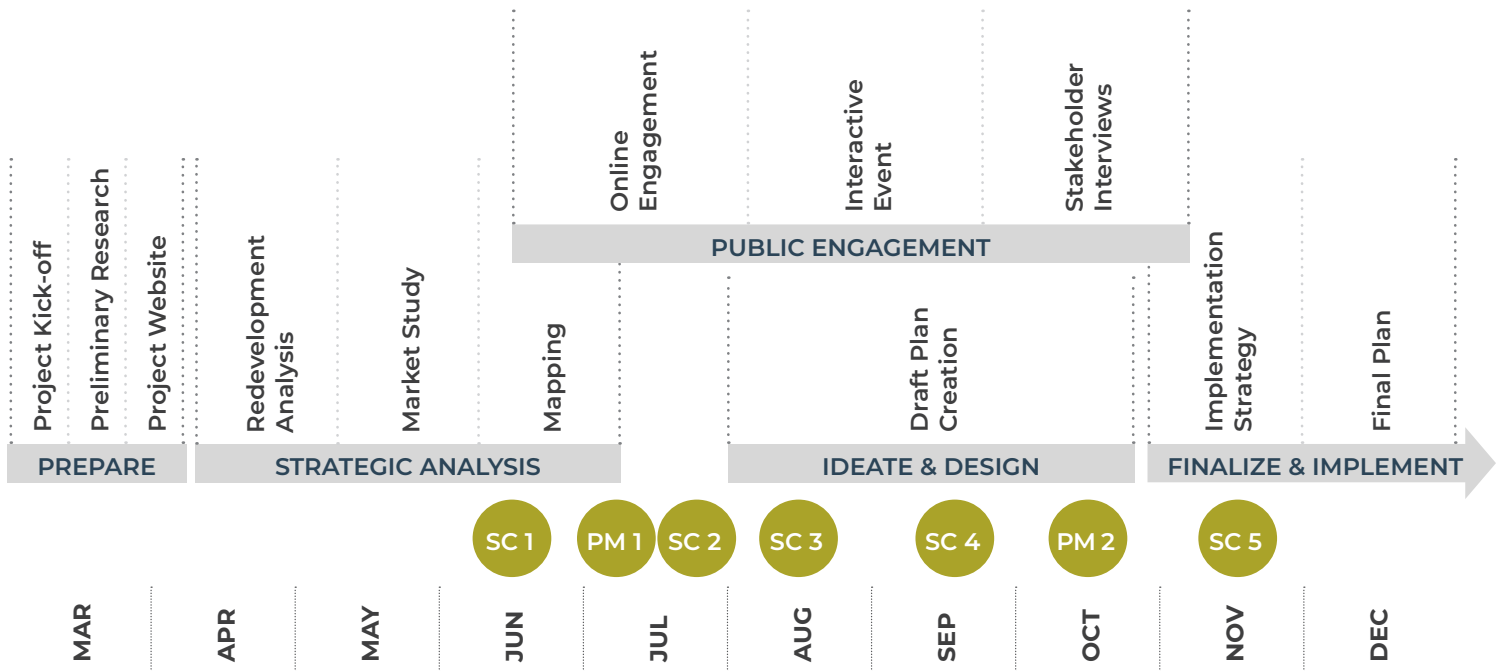 Online
Engagement
Interactive
Event
Stakeholder
Interviews
PUBLIC ENGAGEMENT
Project Kick-off
Preliminary Research
Project Website
Redevelopment
Analysis
Market Study
Mapping
Draft Plan
Creation
Implementation
Strategy
Final Plan
PREPARE
STRATEGIC ANALYSIS
IDEATE & DESIGN
FINALIZE & IMPLEMENT
SC 1
PM 1
SC 2
SC 3
SC 4
PM 2
SC 5
MAR
APR
MAY
JUN
JUL
AUG
SEP
OCT
NOV
DEC